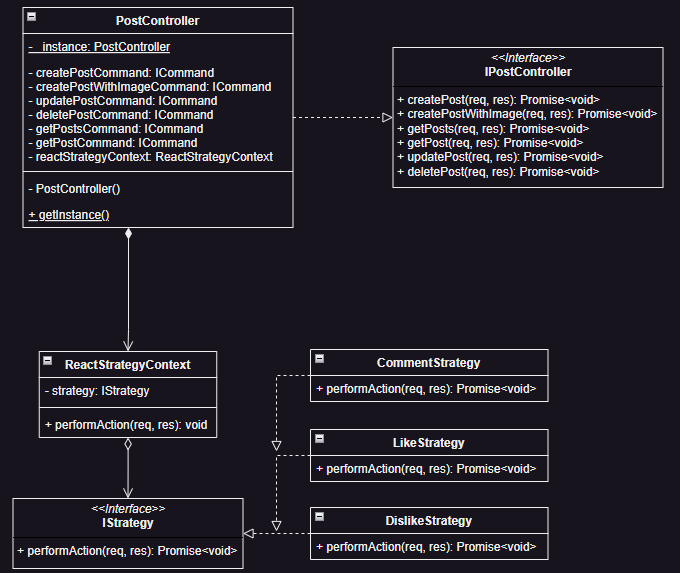 PostController
- _instance: PostController
- createPostCommand: ICommand
- createPostWithImageCommand: ICommand
- updatePostCommand: ICommand
- deletePostCommand: ICommand
- getPostsCommand: ICommand
- getPostCommand: ICommand
- reactStrategyContext: ReactStrategyContext
- PostController()
+ getInstance()
<<Interface>>
IPostController
+ createPost(req, res): Promise<void>
+ createPostWithImage(req, res): Promise<void>
+ getPosts(req, res): Promise<void>
+ getPost(req, res): Promise<void>
+ updatePost(req, res): Promise<void>
+ deletePost(req, res): Promise<void>
ReactStrategyContext
- strategy: IStrategy
+ performAction(req, res): void
CommentStrategy
+ performAction(req, res): Promise<void>
LikeStrategy
+ performAction(req, res): Promise<void>
<<Interface>>
IStrategy
+ performAction(req, res): Promise<void>
DislikeStrategy
+ performAction(req, res): Promise<void>